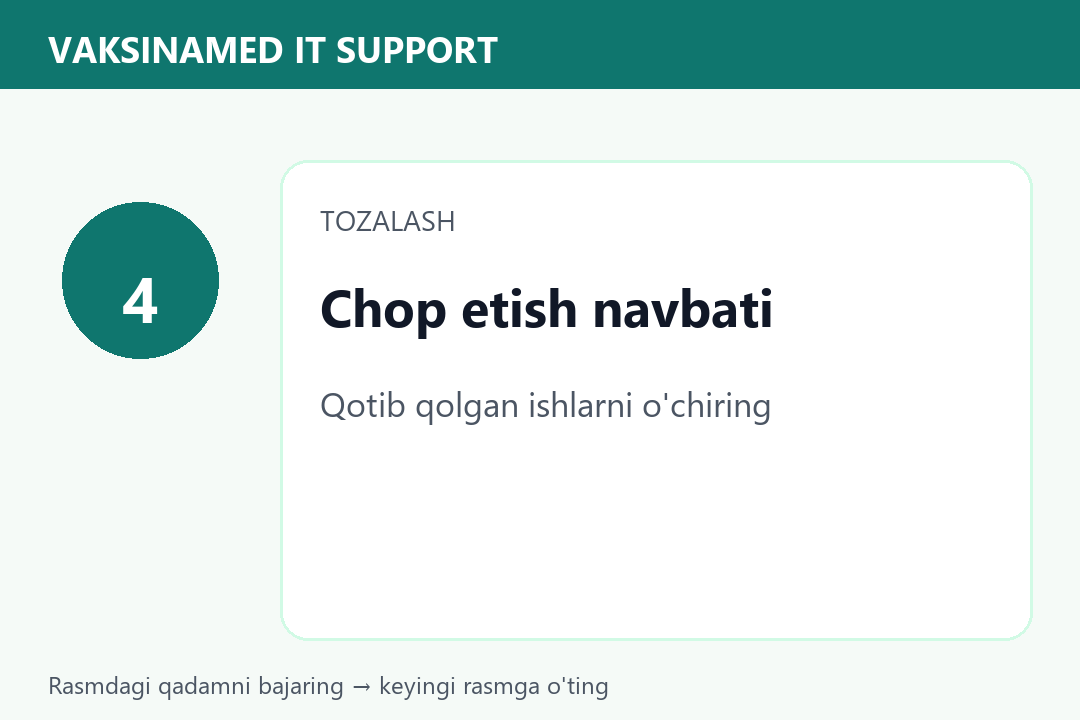 VAKSINAMED IT SUPPORT
4
TOZALASH
Chop etish navbati
Qotib qolgan ishlarni o'chiring
Rasmdagi qadamni bajaring → keyingi rasmga o'ting